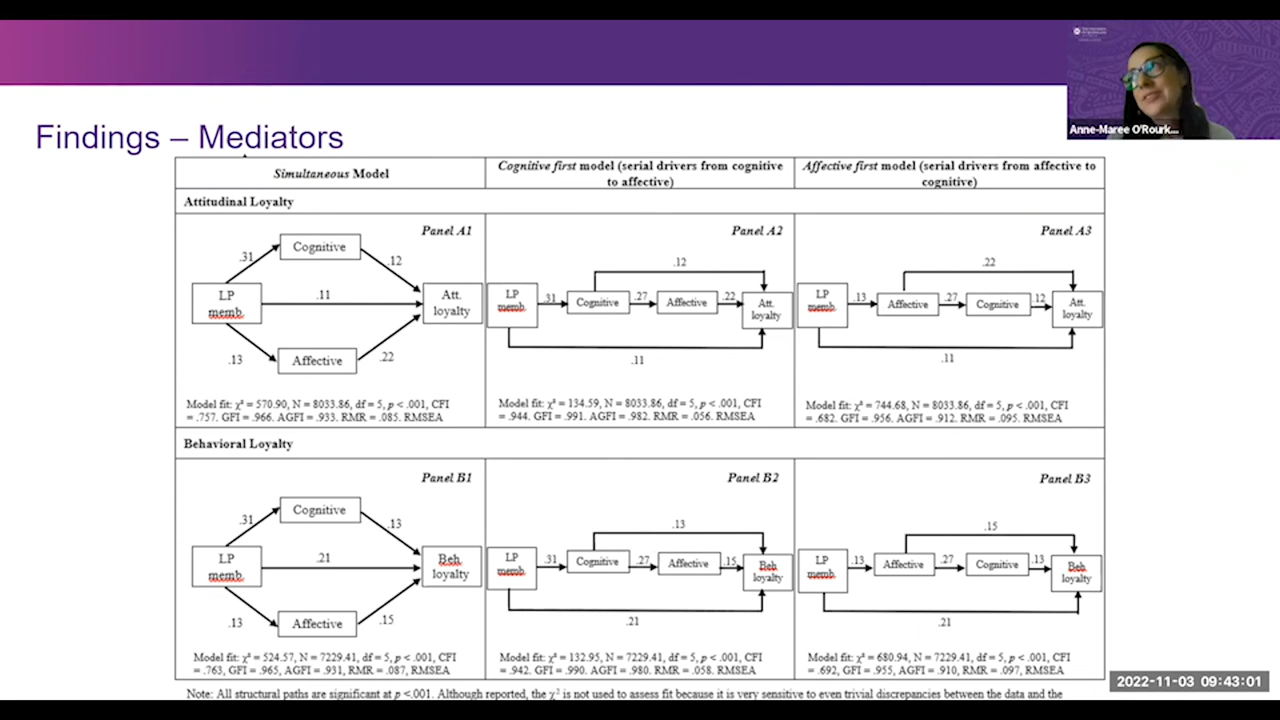 Anne-Maree O'Rourk...
Findings – Mediators
Simultaneous Model
Cognitive first model (serial drivers from cognitive
to affective)
Affective first model (serial drivers from affective to
cognitive)
Attitudinal Loyalty
Panel A1
Cognitive
.31
.12
LP
memb.
.11
Att.
loyalty
.13
.22
Affective
Model fit: χ² = 570.90, N = 8033.86, df = 5, p < .001, CFI
= .757. GFI = .966. AGFI = .933. RMR = .085. RMSEA
Panel A2
.12
LP
memb.
.31
Cognitive
.27
Affective
.22
Att.
loyalty
.11
Model fit: χ² = 134.59, N = 8033.86, df = 5, p < .001, CFI
= .944. GFI = .991. AGFI = .982. RMR = .056. RMSEA
Panel A3
.22
LP
memb.
.13
Affective
.27
Cognitive
.12
Att.
loyalty
.11
Model fit: χ² = 744.68, N = 8033.86, df = 5, p < .001, CFI
= .682. GFI = .956. AGFI = .912. RMR = .095. RMSEA
Behavioral Loyalty
Panel B1
Cognitive
.31
.13
LP
memb.
.21
Beh.
loyalty
.13
.15
Affective
Model fit: χ² = 524.57, N = 7229.41, df = 5, p < .001, CFI
= .763, GFI = .965, AGFI = .931, RMR = .087, RMSEA
Panel B2
.13
LP
memb.
.31
Cognitive
.27
Affective
.15
Beh.
loyalty
.21
Model fit: χ² = 132.95, N = 7229.41, df = 5, p < .001, CFI
= .942. GFI = .990. AGFI = .980. RMR = .058. RMSEA
Panel B3
.15
LP
memb.
.13
Affective
.27
Cognitive
.13
Beh.
loyalty
.21
Model fit: χ² = 680.94, N = 7229.41, df = 5, p < .001, CFI
= .692, GFI = .955, AGFI = .910, RMR = .097, RMSEA
Note: All structural paths are significant at p <.001. Although reported, the χ² is not used to assess fit because it is very sensitive to even trivial discrepancies between the data and the
2022-11-03 09:43:01